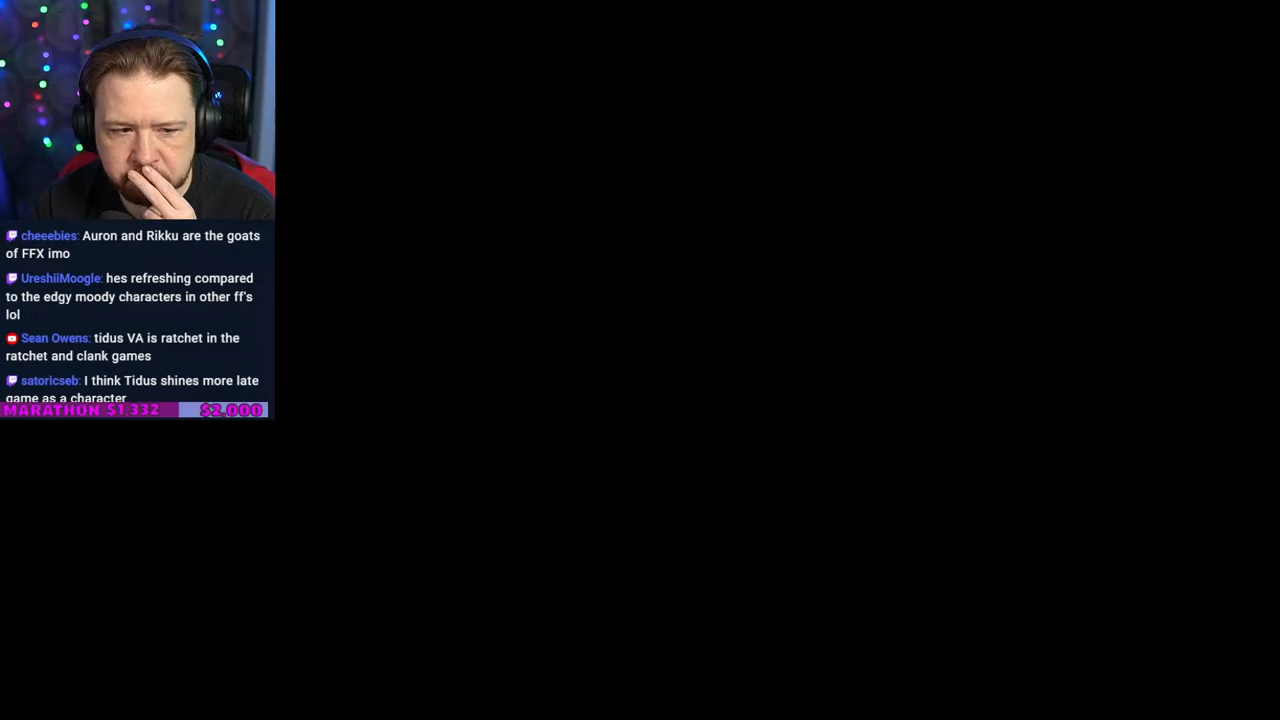 cheeebies: Auron and Rikku are the goats
of FFX imo
UreshiiMoogle: hes refreshing compared
to the edgy moody characters in other ff's
lol
Sean Owens: tidus VA is ratchet in the
ratchet and clank games
satoricseb: I think Tidus shines more late
game as a character
MARATHON $1,332 $2,000